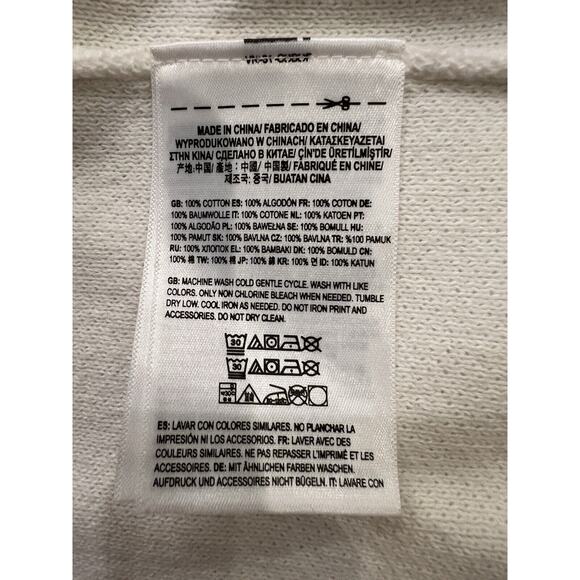 MADE IN CHINA/ FABRICADO EN CHINA/
WYPRODUKOWANO W CHINACH/ ΚΑΤΑΣΚΕΥΑΖΕΤΑΙ
ΣΤΗΝ ΚΙΝΑ/ СДЕЛАНО В КИТАЕ/ ÇİN'DE ÜRETİLMİŞTİR/
产地:中国/ 產地:中國/ 中国製/ FABRIQUÉ EN CHINE/
제조국: 중국/ BUATAN CINA
GB: 100% COTTON ES: 100% ALGODÓN FR: 100% COTON DE:
100% BAUMWOLLE IT: 100% COTONE NL: 100% KATOEN PT:
100% ALGODÃO PL: 100% BAWEŁNA SE: 100% BOMULL HU:
100% PAMUT SK: 100% BAVLNA CZ: 100% BAVLNA TR: %100 PAMUK
RU: 100% ХЛОПОК EL: 100% ΒΑΜΒΑΚΙ DK: 100% BOMULD CN:
100% 棉 TW: 100% 棉 JP: 100% 綿 KR: 100% 면 ID: 100% KATUN
GB: MACHINE WASH COLD GENTLE CYCLE. WASH WITH LIKE
COLORS. ONLY NON CHLORINE BLEACH WHEN NEEDED. TUMBLE
DRY LOW. COOL IRON AS NEEDED. DO NOT IRON PRINT AND
ACCESSORIES. DO NOT DRY CLEAN.
30
30
ES: LAVAR CON COLORES SIMILARES. NO PLANCHAR LA
IMPRESIÓN NI LOS ACCESORIOS. FR: LAVER AVEC DES
COULEURS SIMILAIRES. NE PAS REPASSER L'IMPRIMÉ ET LES
ACCESSOIRES. DE: MIT ÄHNLICHEN FARBEN WASCHEN.
AUFDRUCK UND ACCESSOIRES NICHT BÜGELN. IT: LAVARE CON